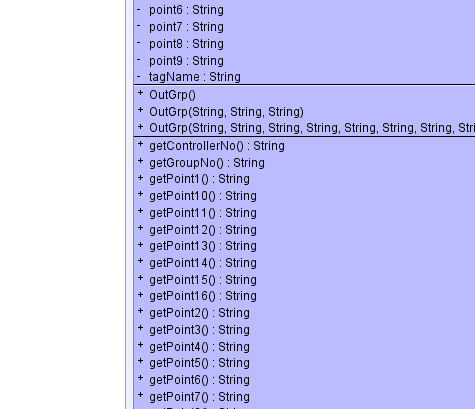 - point6 : String
- point7 : String
- point8 : String
- point9 : String
- tagName : String
+ OutGrp()
+ OutGrp(String, String, String)
+ OutGrp(String, String, String, String, String, String, String,
+ getControllerNo() : String
+ getGroupNo() : String
+ getPoint1() : String
+ getPoint10() : String
+ getPoint11() : String
+ getPoint12() : String
+ getPoint13() : String
+ getPoint14() : String
+ getPoint15() : String
+ getPoint16() : String
+ getPoint2() : String
+ getPoint3() : String
+ getPoint4() : String
+ getPoint5() : String
+ getPoint6() : String
+ getPoint7() : String